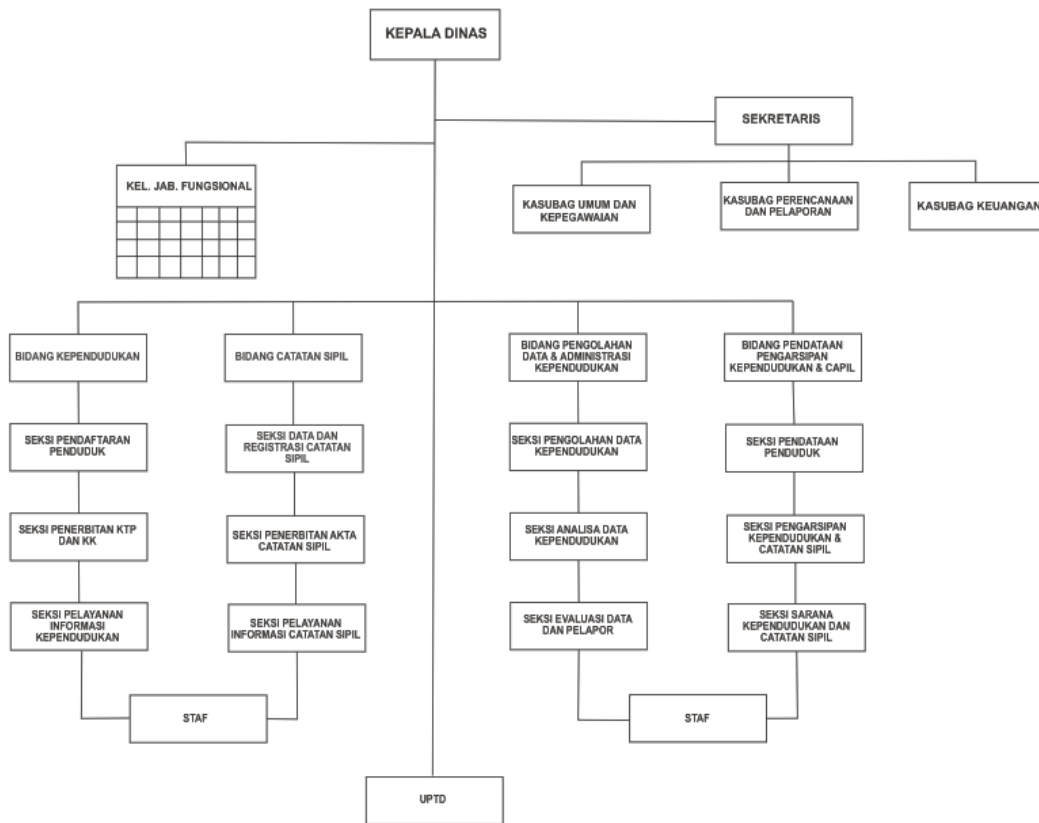 KEPALA DINAS
SEKRETARIS
KEL. JAB. FUNGSIONAL
KASUBAG UMUM DAN
KEPEGAWAIAN
KASUBAG PERENCANAAN
DAN PELAPORAN
KASUBAG KEUANGAN
BIDANG KEPENDUDUKAN
BIDANG CATATAN SIPIL
BIDANG PENGOLAHAN
DATA & ADMINISTRASI
KEPENDUDUKAN
BIDANG PENDATAAN
PENGARSIPAN
KEPENDUDUKAN & CAPIL
SEKSI PENDAFTARAN
PENDUDUK
SEKSI DATA DAN
REGISTRASI CATATAN
SIPIL
SEKSI PENGOLAHAN DATA
KEPENDUDUKAN
SEKSI PENDATAAN
PENDUDUK
SEKSI PENERBITAN KTP
DAN KK
SEKSI PENERBITAN AKTA
CATATAN SIPIL
SEKSI ANALISA DATA
KEPENDUDUKAN
SEKSI PENGARSIPAN
KEPENDUDUKAN &
CATATAN SIPIL
SEKSI PELAYANAN
INFORMASI
KEPENDUDUKAN
SEKSI PELAYANAN
INFORMASI CATATAN SIPIL
SEKSI EVALUASI DATA
DAN PELAPOR
SEKSI SARANA
KEPENDUDUKAN DAN
CATATAN SIPIL
STAF
STAF
UPTD